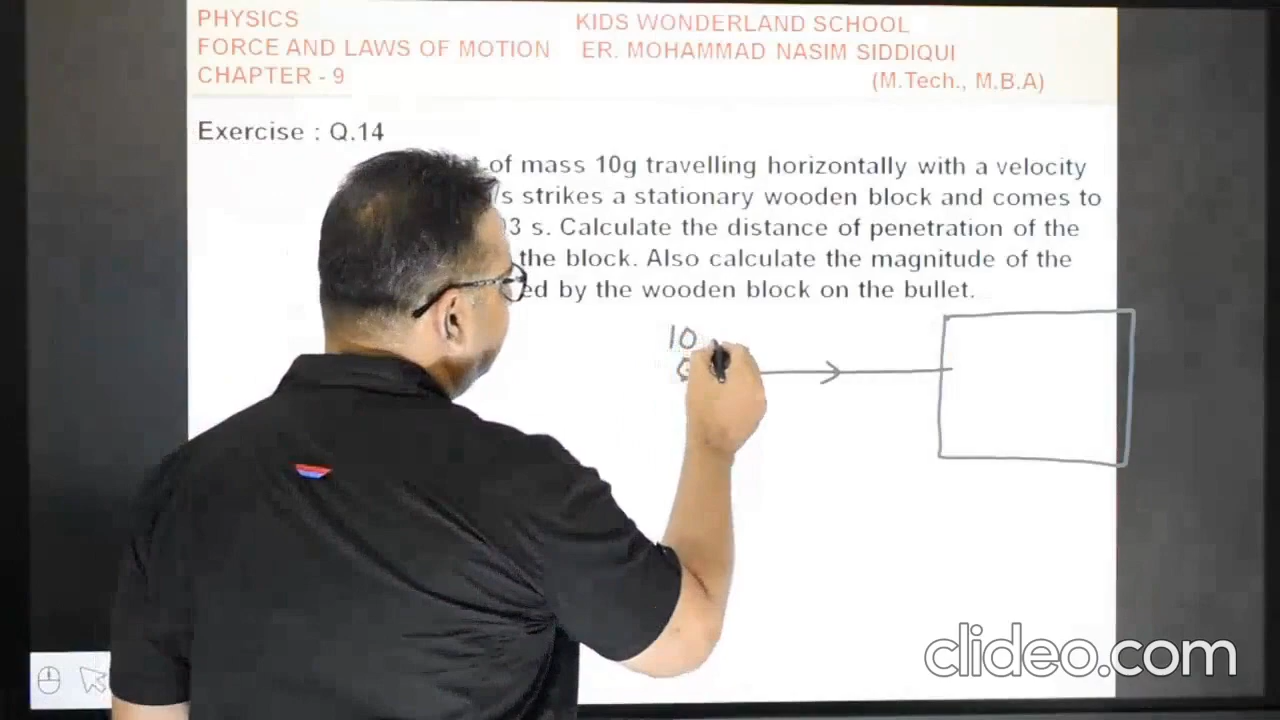 PHYSICS KIDS WONDERLAND SCHOOL
FORCE AND LAWS OF MOTION ER. MOHAMMAD NASIM SIDDIQUI
CHAPTER - 9 (M.Tech., M.B.A)
Exercise : Q.14
of mass 10g travelling horizontally with a velocity
strikes a stationary wooden block and comes to
s. Calculate the distance of penetration of the
the block. Also calculate the magnitude of the
by the wooden block on the bullet.
10
clideo.com